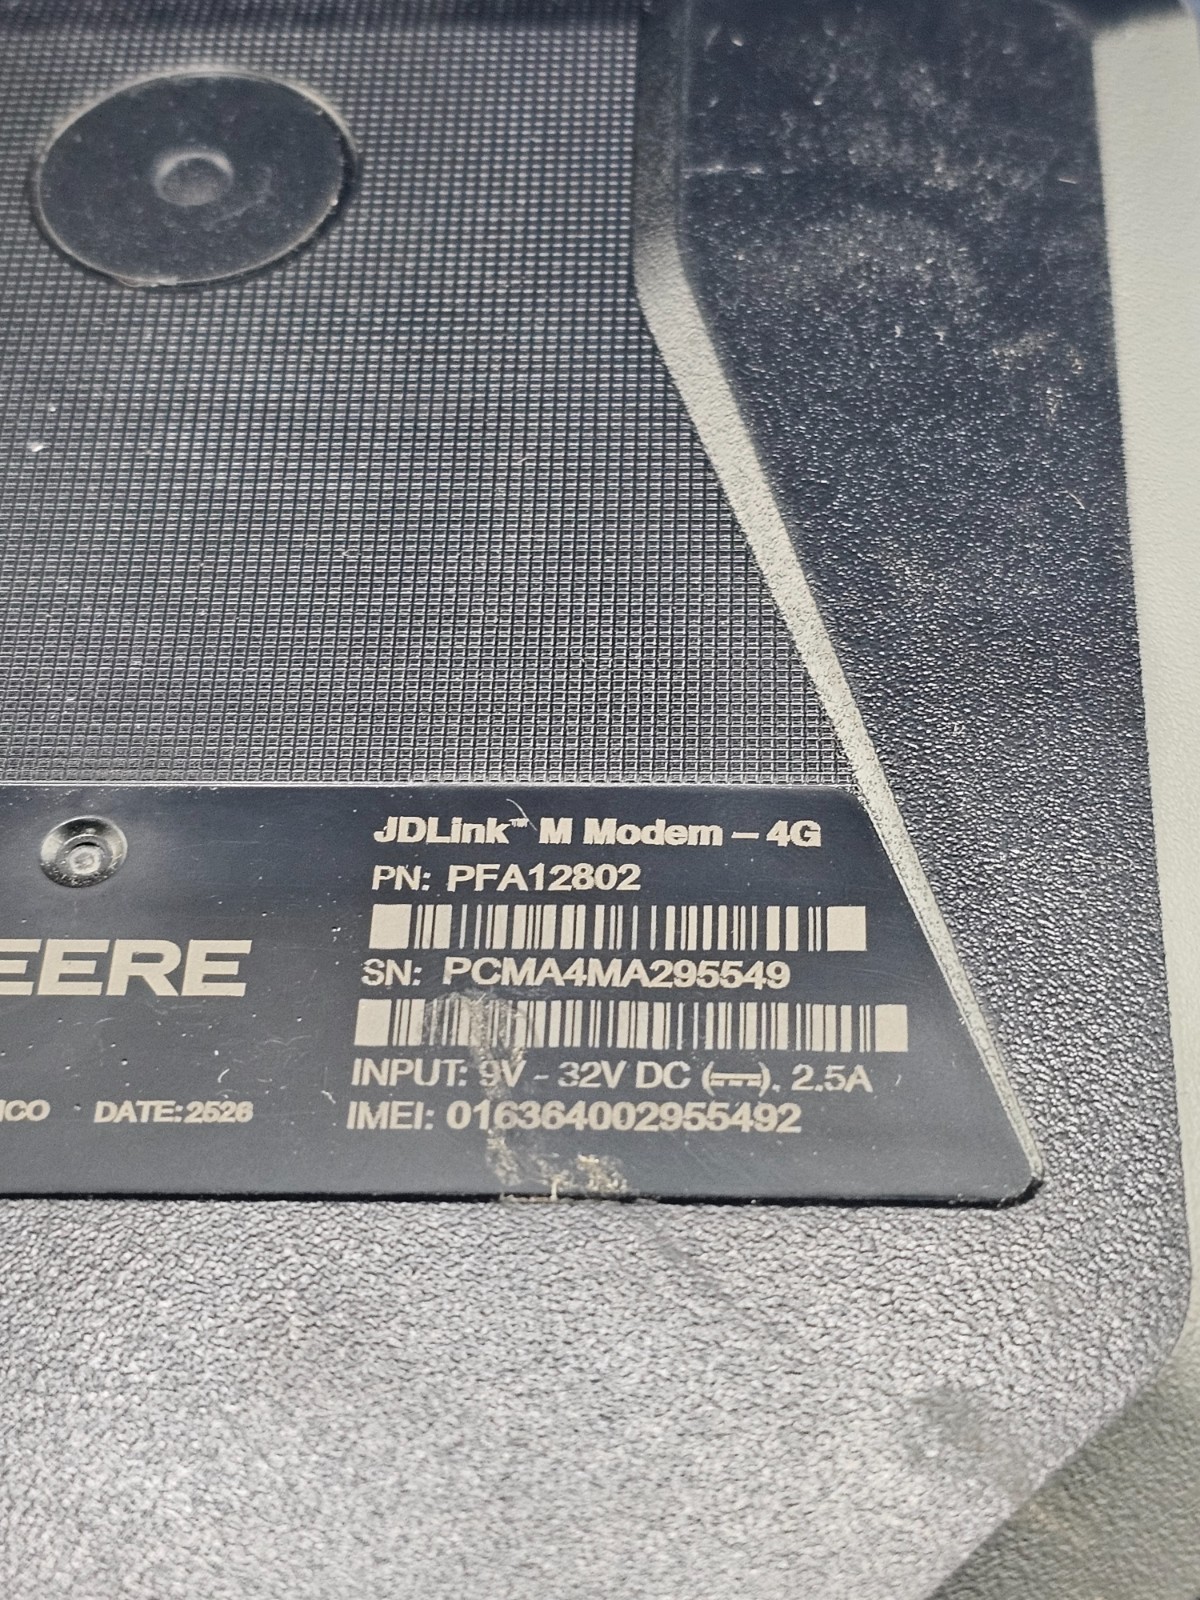 JDLink™ M Modem – 4G
PN: PFA12802
EERE
SN: PCMA4MA295549
INPUT: 9V - 32V DC (⎓), 2.5A
ICO DATE: 2526
IMEI: 016364002955492